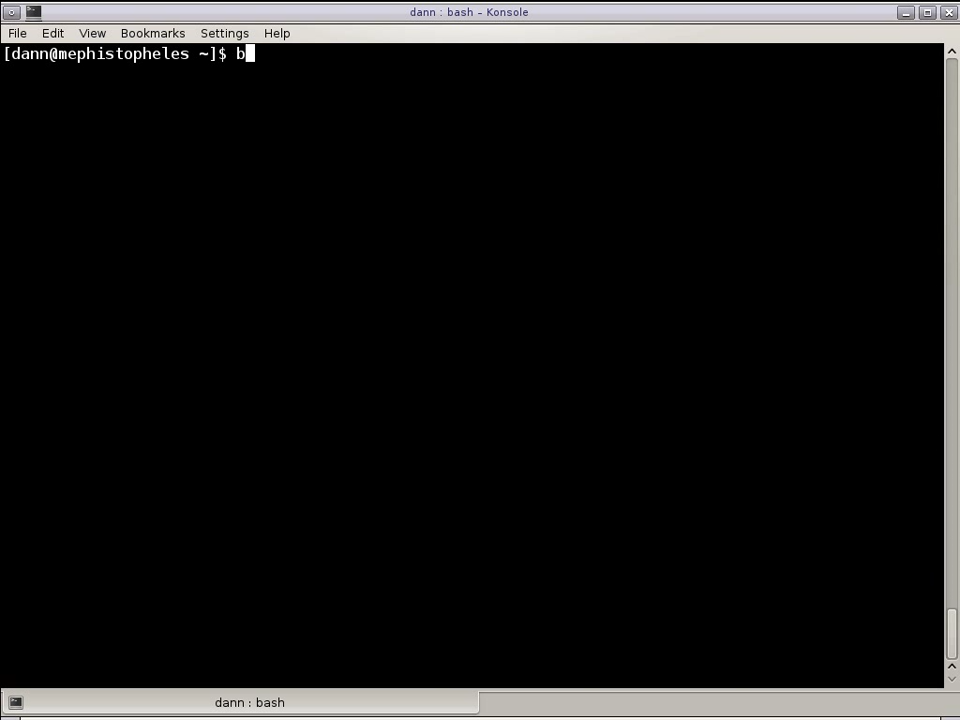 dann : bash - Konsole
File Edit View Bookmarks Settings Help
[dann@mephistopheles ~]$ b
dann : bash